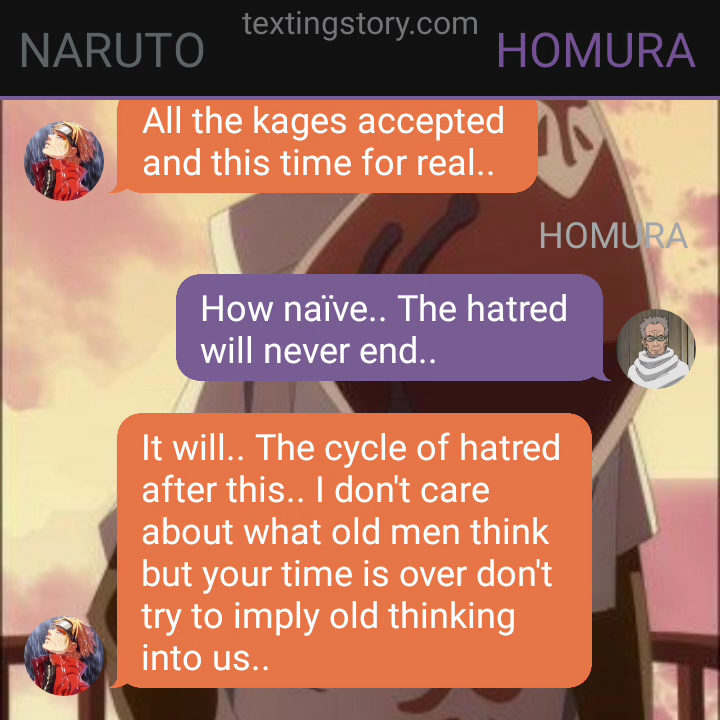 textingstory.com
NARUTO
HOMURA
All the kages accepted
and this time for real..
HOMURA
How naïve.. The hatred
will never end..
It will.. The cycle of hatred
after this.. I don't care
about what old men think
but your time is over don't
try to imply old thinking
into us..